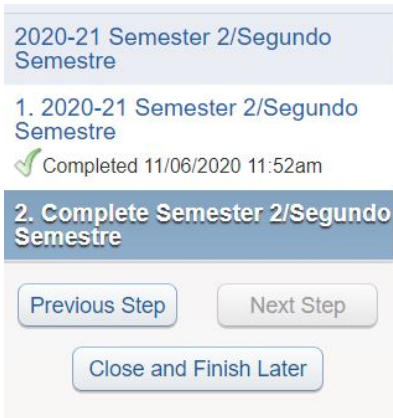 2020-21 Semester 2/Segundo
Semestre
1. 2020-21 Semester 2/Segundo
Semestre
Completed 11/06/2020 11:52am
2. Complete Semester 2/Segundo
Semestre
Previous Step
Next Step
Close and Finish Later